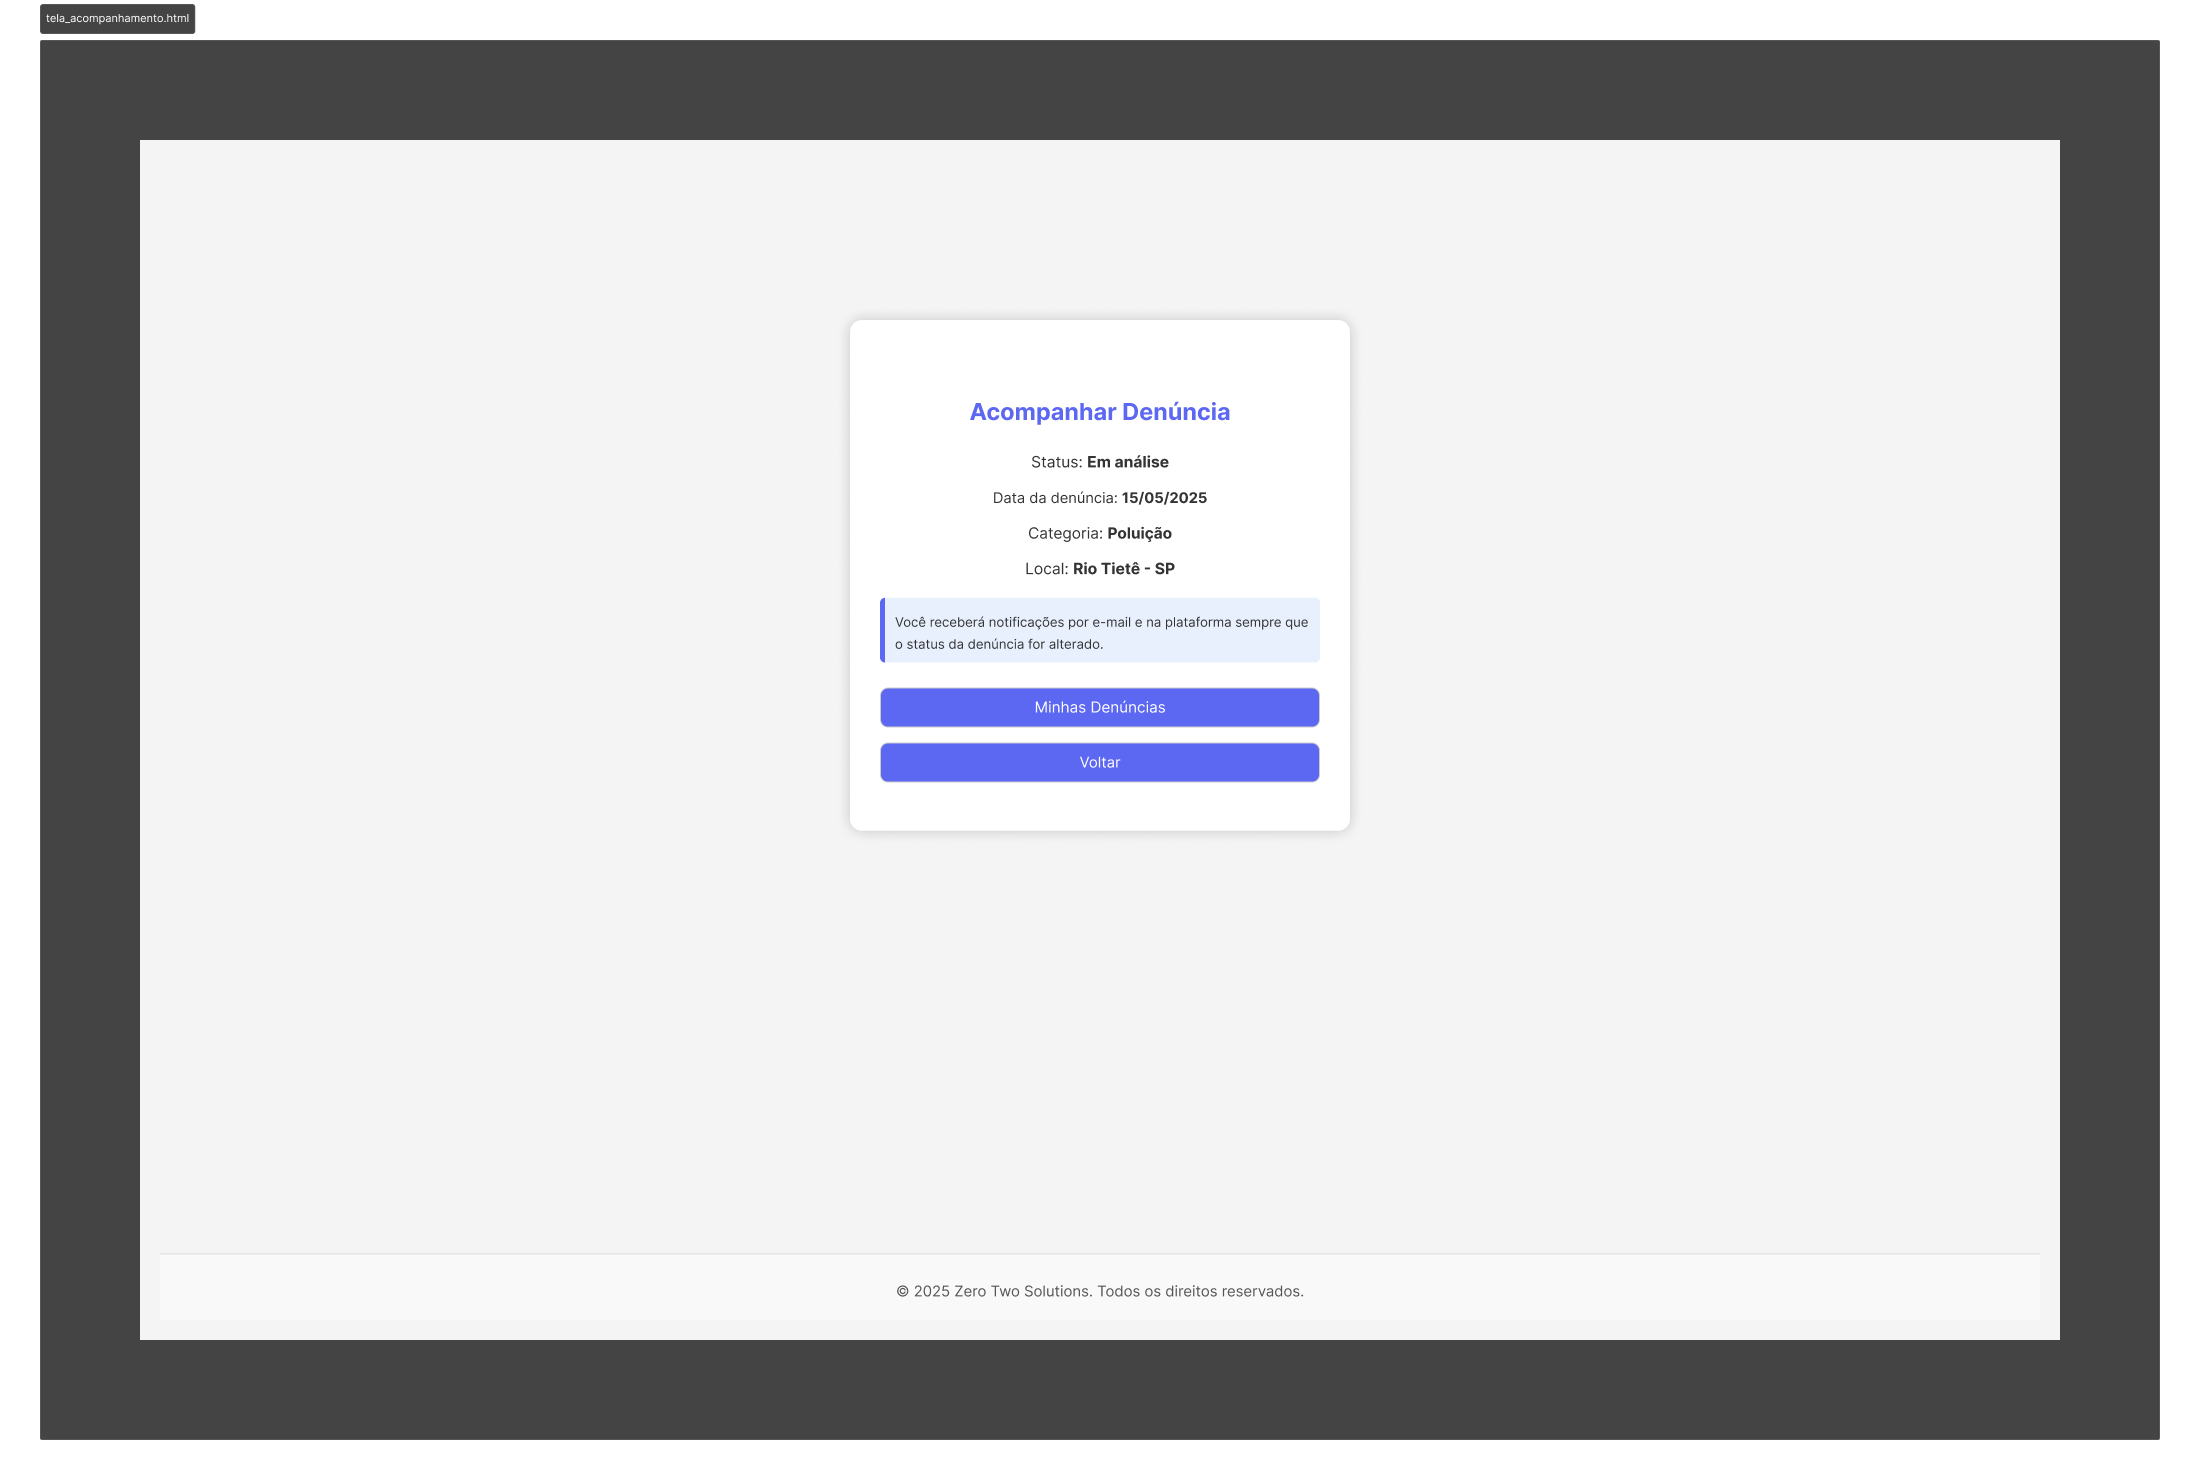 tela_acompanhamento.html
Acompanhar Denúncia
Status: Em análise
Data da denúncia: 15/05/2025
Categoria: Poluição
Local: Rio Tietê - SP
Você receberá notificações por e-mail e na plataforma sempre que
o status da denúncia for alterado.
Minhas Denúncias
Voltar
© 2025 Zero Two Solutions. Todos os direitos reservados.